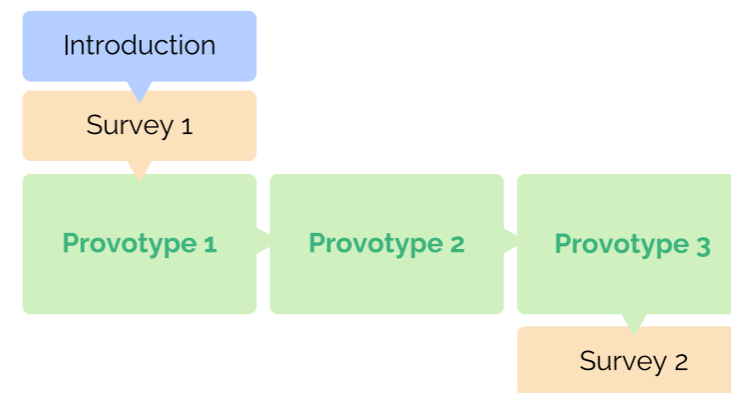 Introduction
Survey 1
Provotype 1
Provotype 2
Provotype 3
Survey 2